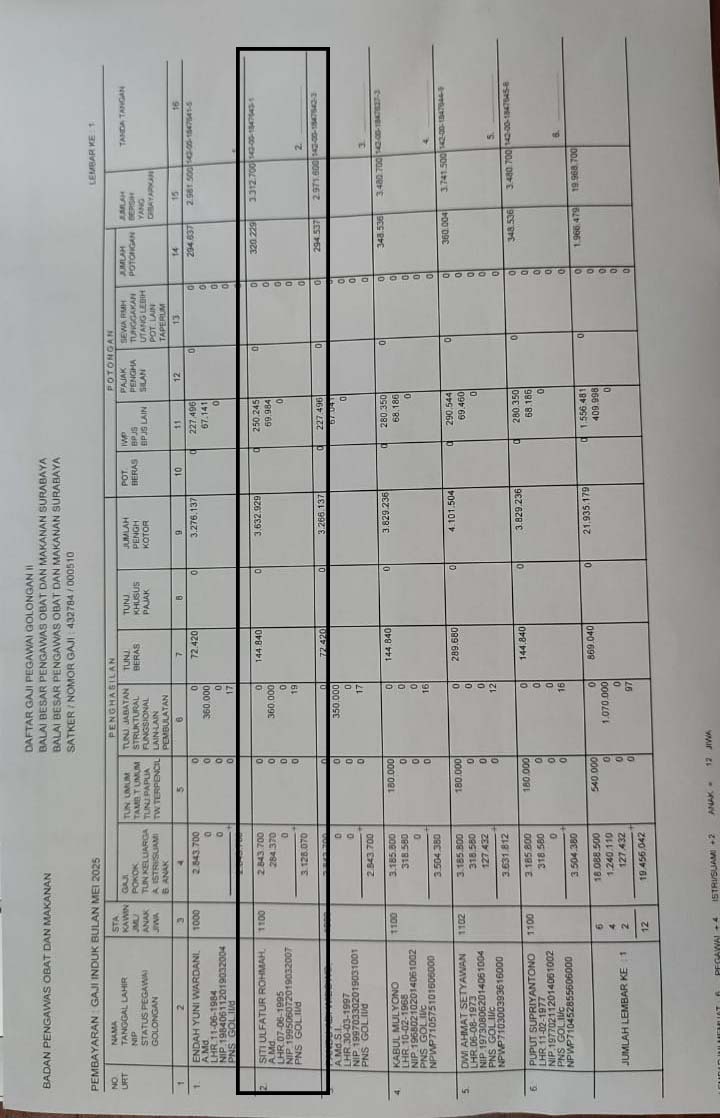 DAFTAR GAJI PEGAWAI GOLONGAN II
BADAN PENGAWAS OBAT DAN MAKANAN
BALAI BESAR PENGAWAS OBAT DAN MAKANAN SURABAYA
BALAI BESAR PENGAWAS OBAT DAN MAKANAN SURABAYA
SATKER / NOMOR GAJI : 432784 / 000510
PEMBAYARAN : GAJI INDUK BULAN MEI 2025
LEMBAR KE : 1
PENGHASILAN
POTONGAN
NO URT
NAMA
TANGGAL LAHIR
NIP
STATUS PEGAWAI
GOLONGAN
STA
KAWIN
JML/
ANAK
JIWA
GAJI
POKOK
TUN KELUARGA
A. ISTRI/SUAMI
B. ANAK
TUN. UMUM
TAMB.T UMUM
TUNJ PAPUA
TW.TERPENCIL
TUNJ. JABATAN
STRUKTURAL
FUNGSIONAL
LAIN-LAIN
PEMBULATAN
TUNJ
BERAS
TUNJ.
KHUSUS
PAJAK
JUMLAH
PENGH
KOTOR
POT.
BERAS
IWP
BPJS
BPJS LAIN
PAJAK
PENGHA
SILAN
SEWA RMH
TUNGGAKAN
UTANG LEBIH
POT. LAIN
TAPERUM
JUMLAH
POTONGAN
JUMLAH
BERSIH
YANG
DIBAYARKAN
TANDA TANGAN
1 2 3 4 5 6 7 8 9 10 11 12 13 14 15 16
1. ENDAH YUNI WARDANI. 1000 2.843.700 0 0 72.420 0 3.276.137 0 227.496 0 0 294.637 2.981.500 142-00-1847641-5
A.Md. 0 0 360.000 67.141 0
LHR.11-06-1984 0 0 0 0 0
NIP.198406112019032004 0 17 0
PNS GOL.II/d
2. SITI ULFATUR ROHMAH. 1100 2.843.700 0 0 144.840 0 3.632.929 0 250.245 0 0 320.229 3.312.700 142-00-1847643-1
A.Md. 284.370 0 360.000 69.984 0
LHR.07-06-1995 0 0 0 0 0
NIP.199506072019032007 0 19 0
PNS GOL.II/d 3.128.070 0 2.
0 72.420 0 3.266.137 0 227.496 0 0 294.537 2.971.600 142-00-1847642-3
A.Md.S.I. 0 0 350.000 0
LHR.30-03-1997 0 0 0 0 0
NIP.199703302019031001 0 17 0
PNS GOL.II/d 2.843.700 0 3.
4. KABUL MULYONO 1100 3.185.800 180.000 0 144.840 0 3.829.236 0 280.350 0 0 348.536 3.480.700 142-00-1847637-3
LHR.10-02-1968 318.580 0 0 68.186 0
NIP.196802102014061002 0 0 0 0 0
PNS GOL.II/c 0 16 0
NPWP710575101606000 3.504.380 0 4.
5. DWI AHMAT SETYAWAN 1102 3.185.800 180.000 0 289.680 0 4.101.504 0 290.544 0 360.004 3.741.500 142-00-1847644-9
LHR.06-08-1973 318.580 0 0 69.460 0
NIP.197308062014061004 127.432 0 0 0 0
PNS GOL.II/c 0 12 0
NPWP710300393616000 3.631.812 0 5.
6. PUPUT SUPRIYANTONO 1100 3.185.800 180.000 0 144.840 0 3.829.236 0 280.350 0 0 348.536 3.480.700 142-00-1847645-6
LHR.11-02-1977 318.580 0 0 68.186 0
NIP.197702112014061002 0 0 0 0 0
PNS GOL.II/c 0 16 0
NPWP710452855606000 3.504.380 0 6.
JUMLAH LEMBAR KE : 1 6 18.088.500 540.000 0 869.040 0 21.935.179 0 1.556.481 0 0 1.966.479 19.968.700
4 1.240.110 0 1.070.000 409.998 0
2 127.432 0 0 0 0
0 97 0
12 19.456.042 0
PEGAWAI + 4 ISTRI/SUAMI +2 ANAK = 12 JIWA